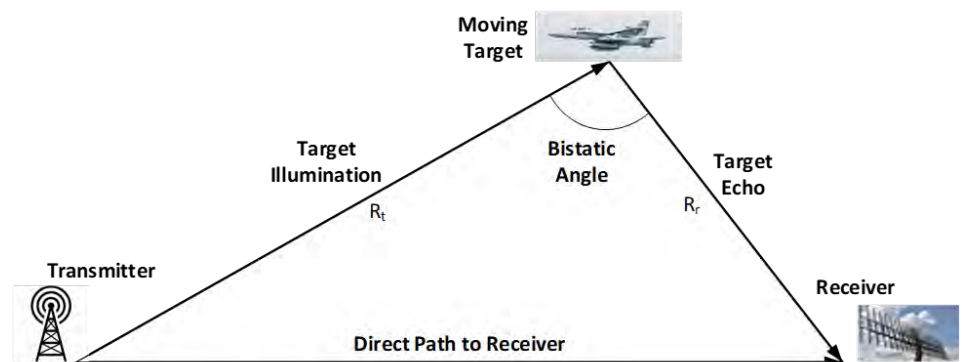 Moving
Target
Target
Illumination
Bistatic
Angle
Target
Echo
Rt
Rr
Transmitter
Receiver
Direct Path to Receiver